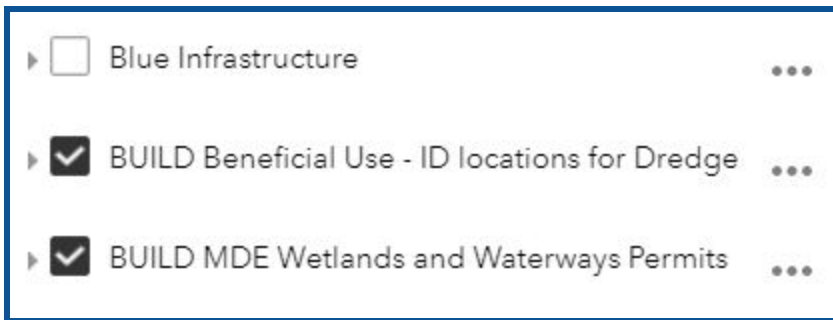 Blue Infrastructure
BUILD Beneficial Use - ID locations for Dredge
BUILD MDE Wetlands and Waterways Permits